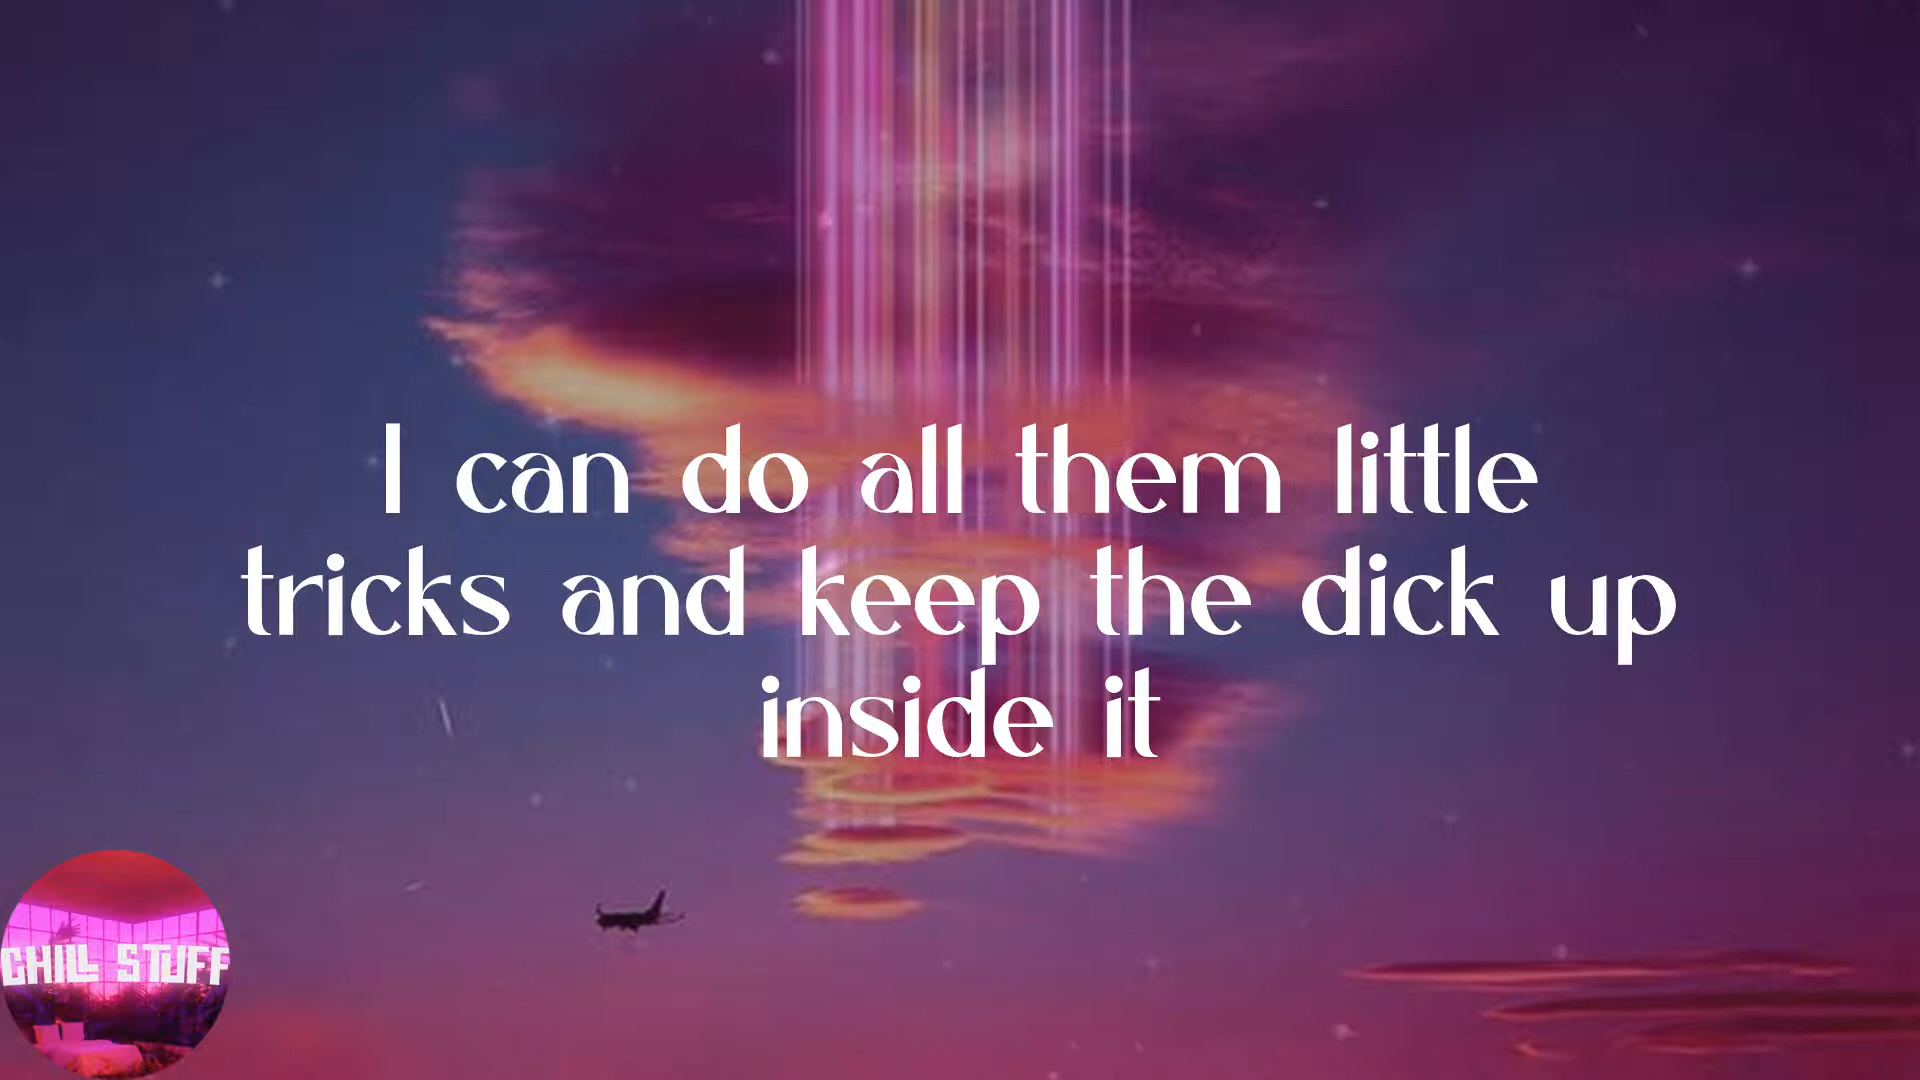 I can do all them little
tricks and keep the dick up
inside it
CHILL STUFF